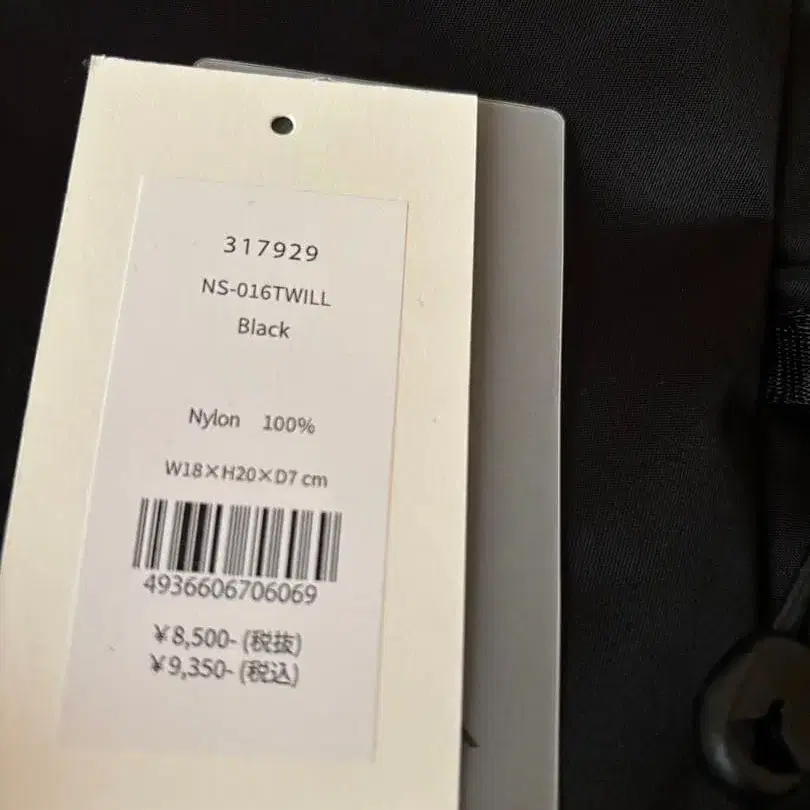 317929
NS-016TWILL
Black
Nylon 100%
W18×H20×D7 cm
4936606706069
¥8,500- (税抜)
¥9,350- (税込)